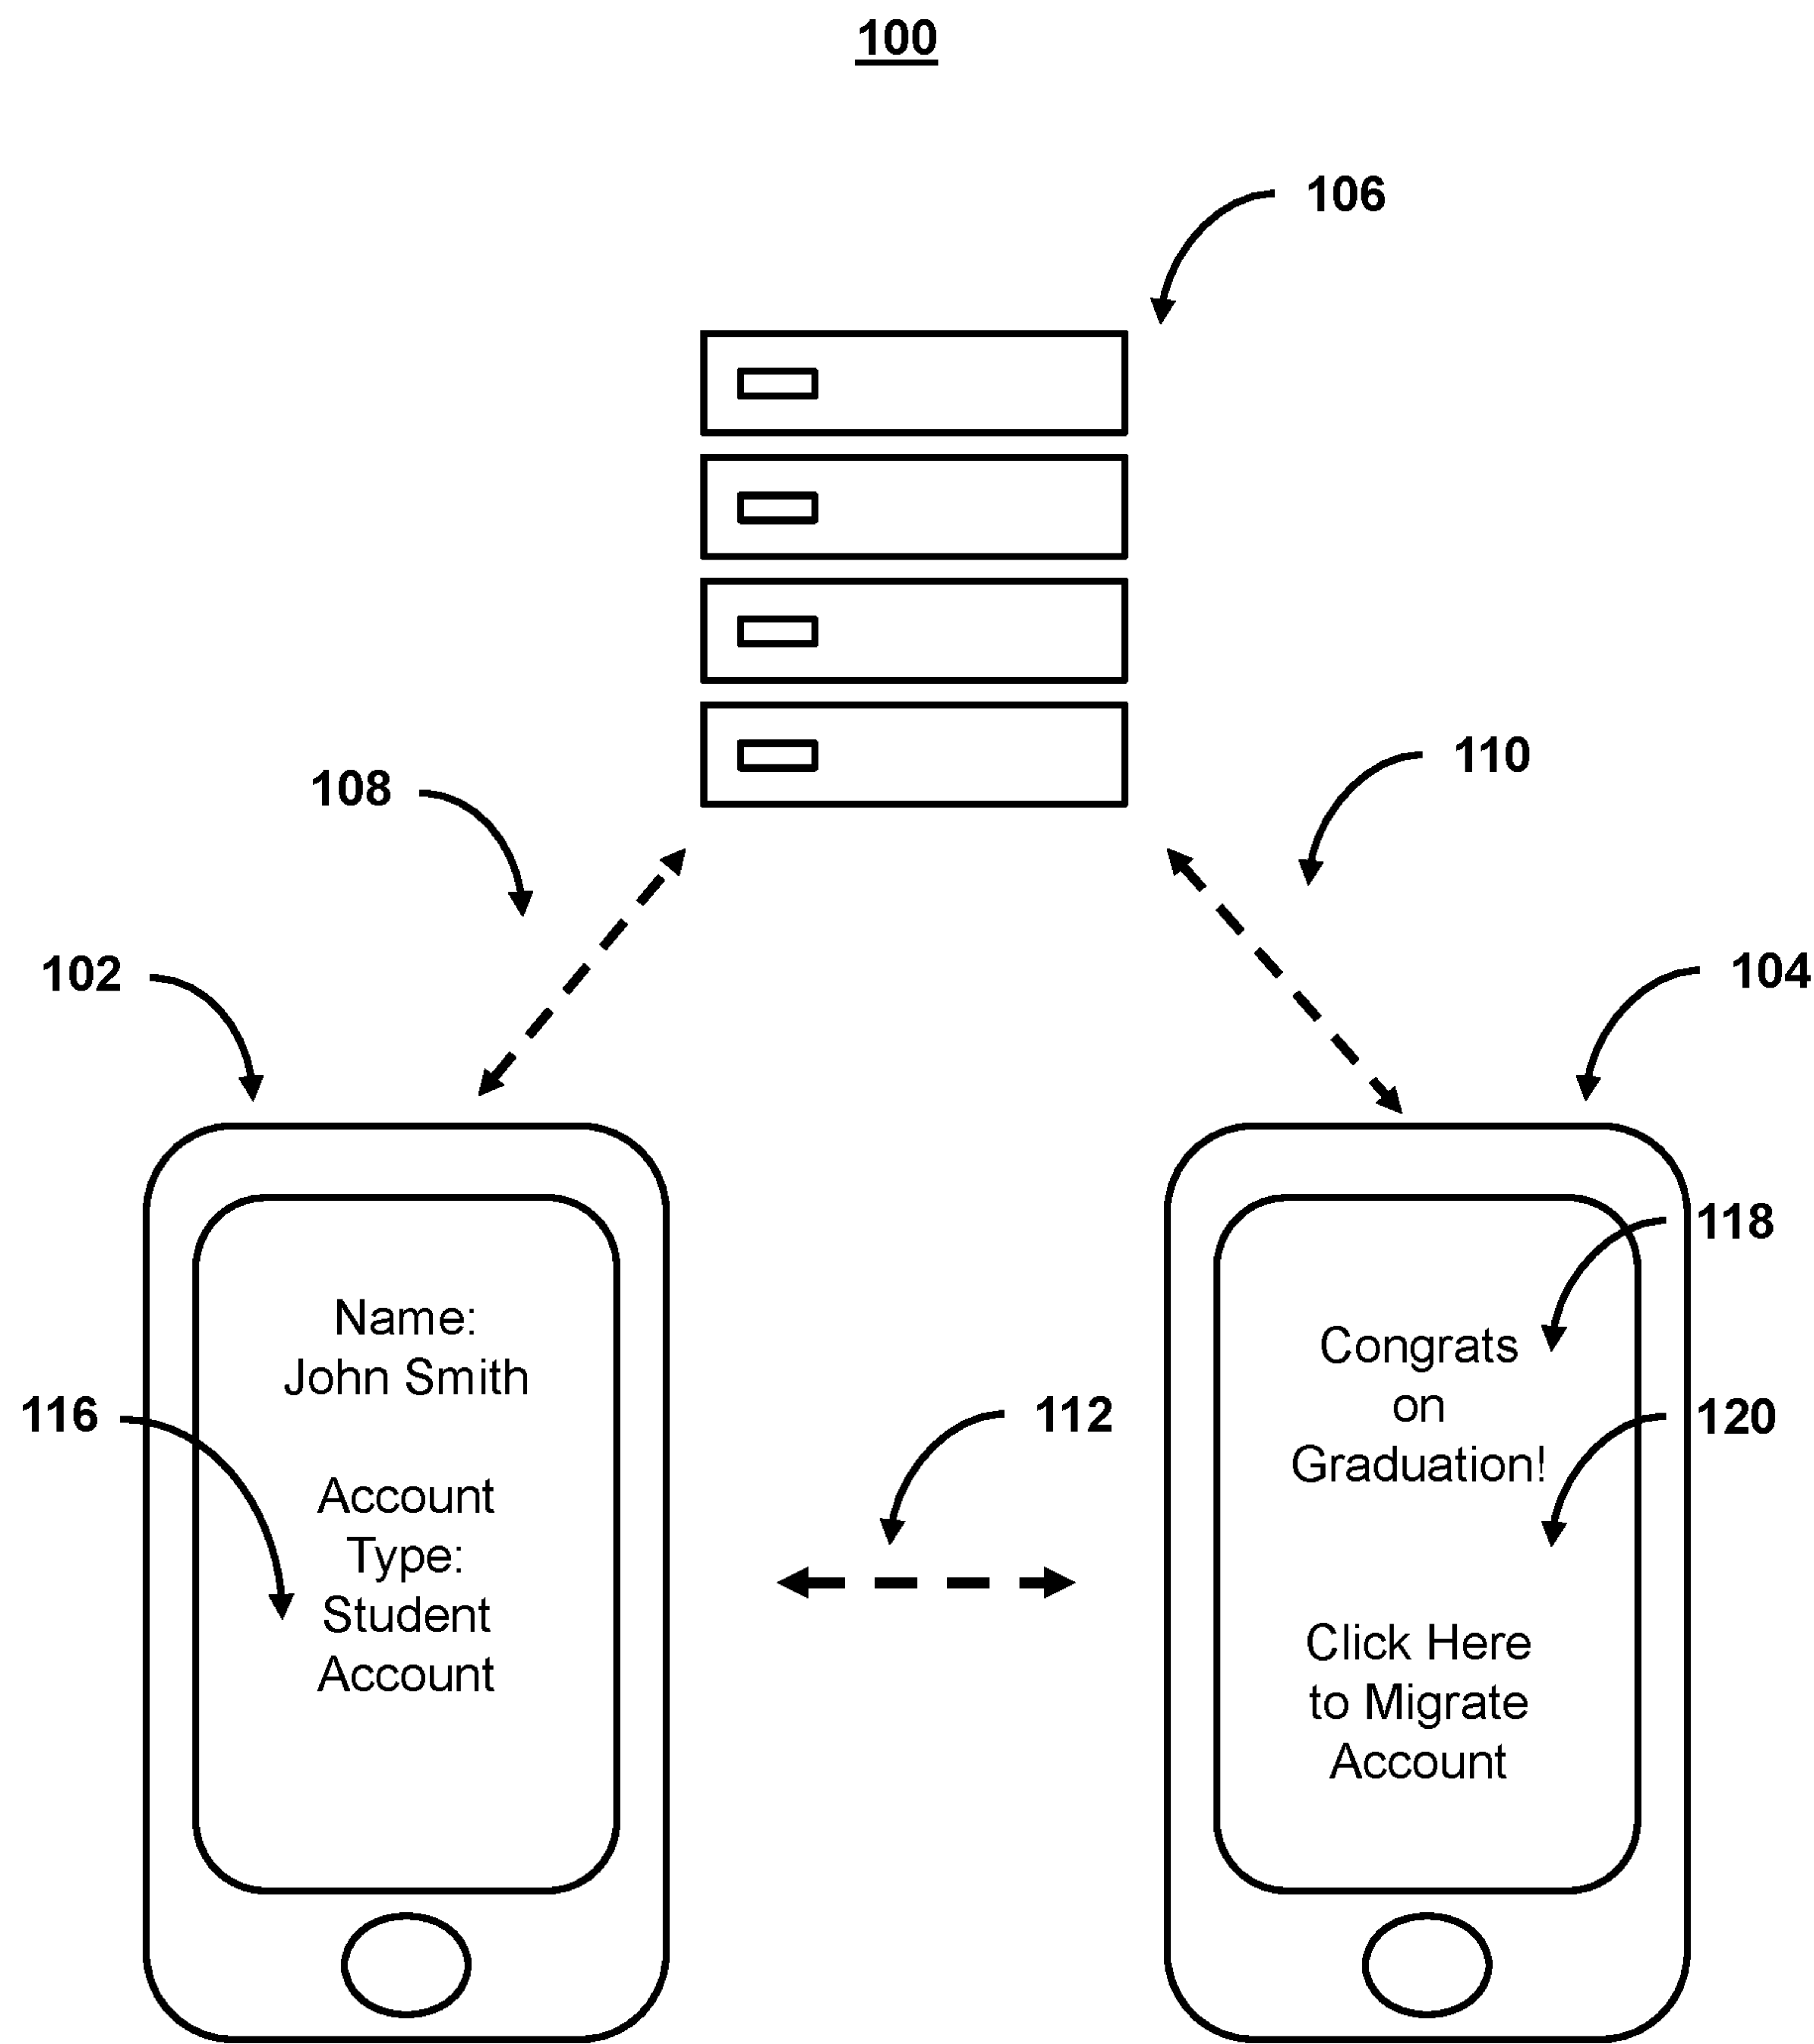 100
106
110
108
102
104
118
Name:
John Smith
Account
Type:
Student
Account
116
112
Congrats
on
Graduation!
120
Click Here
to Migrate
Account